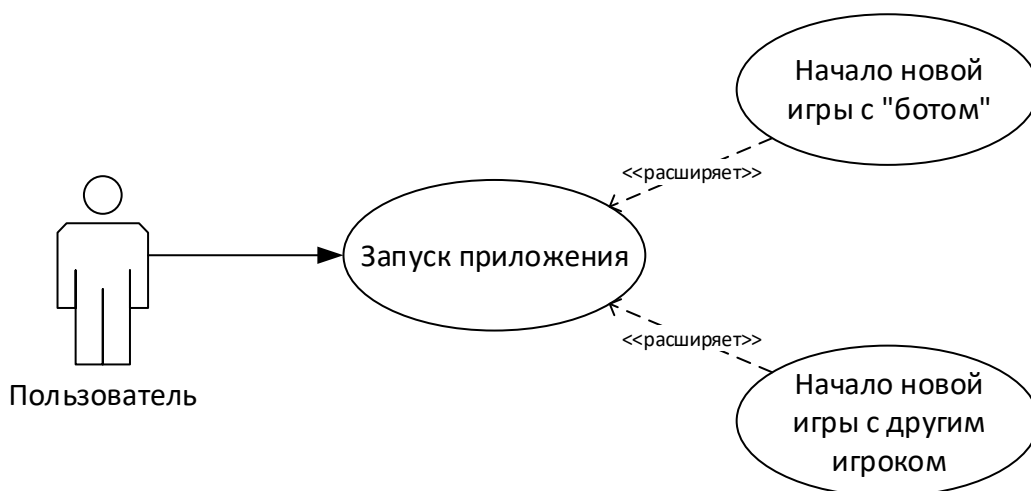 Начало новой
игры с "ботом"
<<расширяет>>
Запуск приложения
<<расширяет>>
Пользователь
Начало новой
игры с другим
игроком